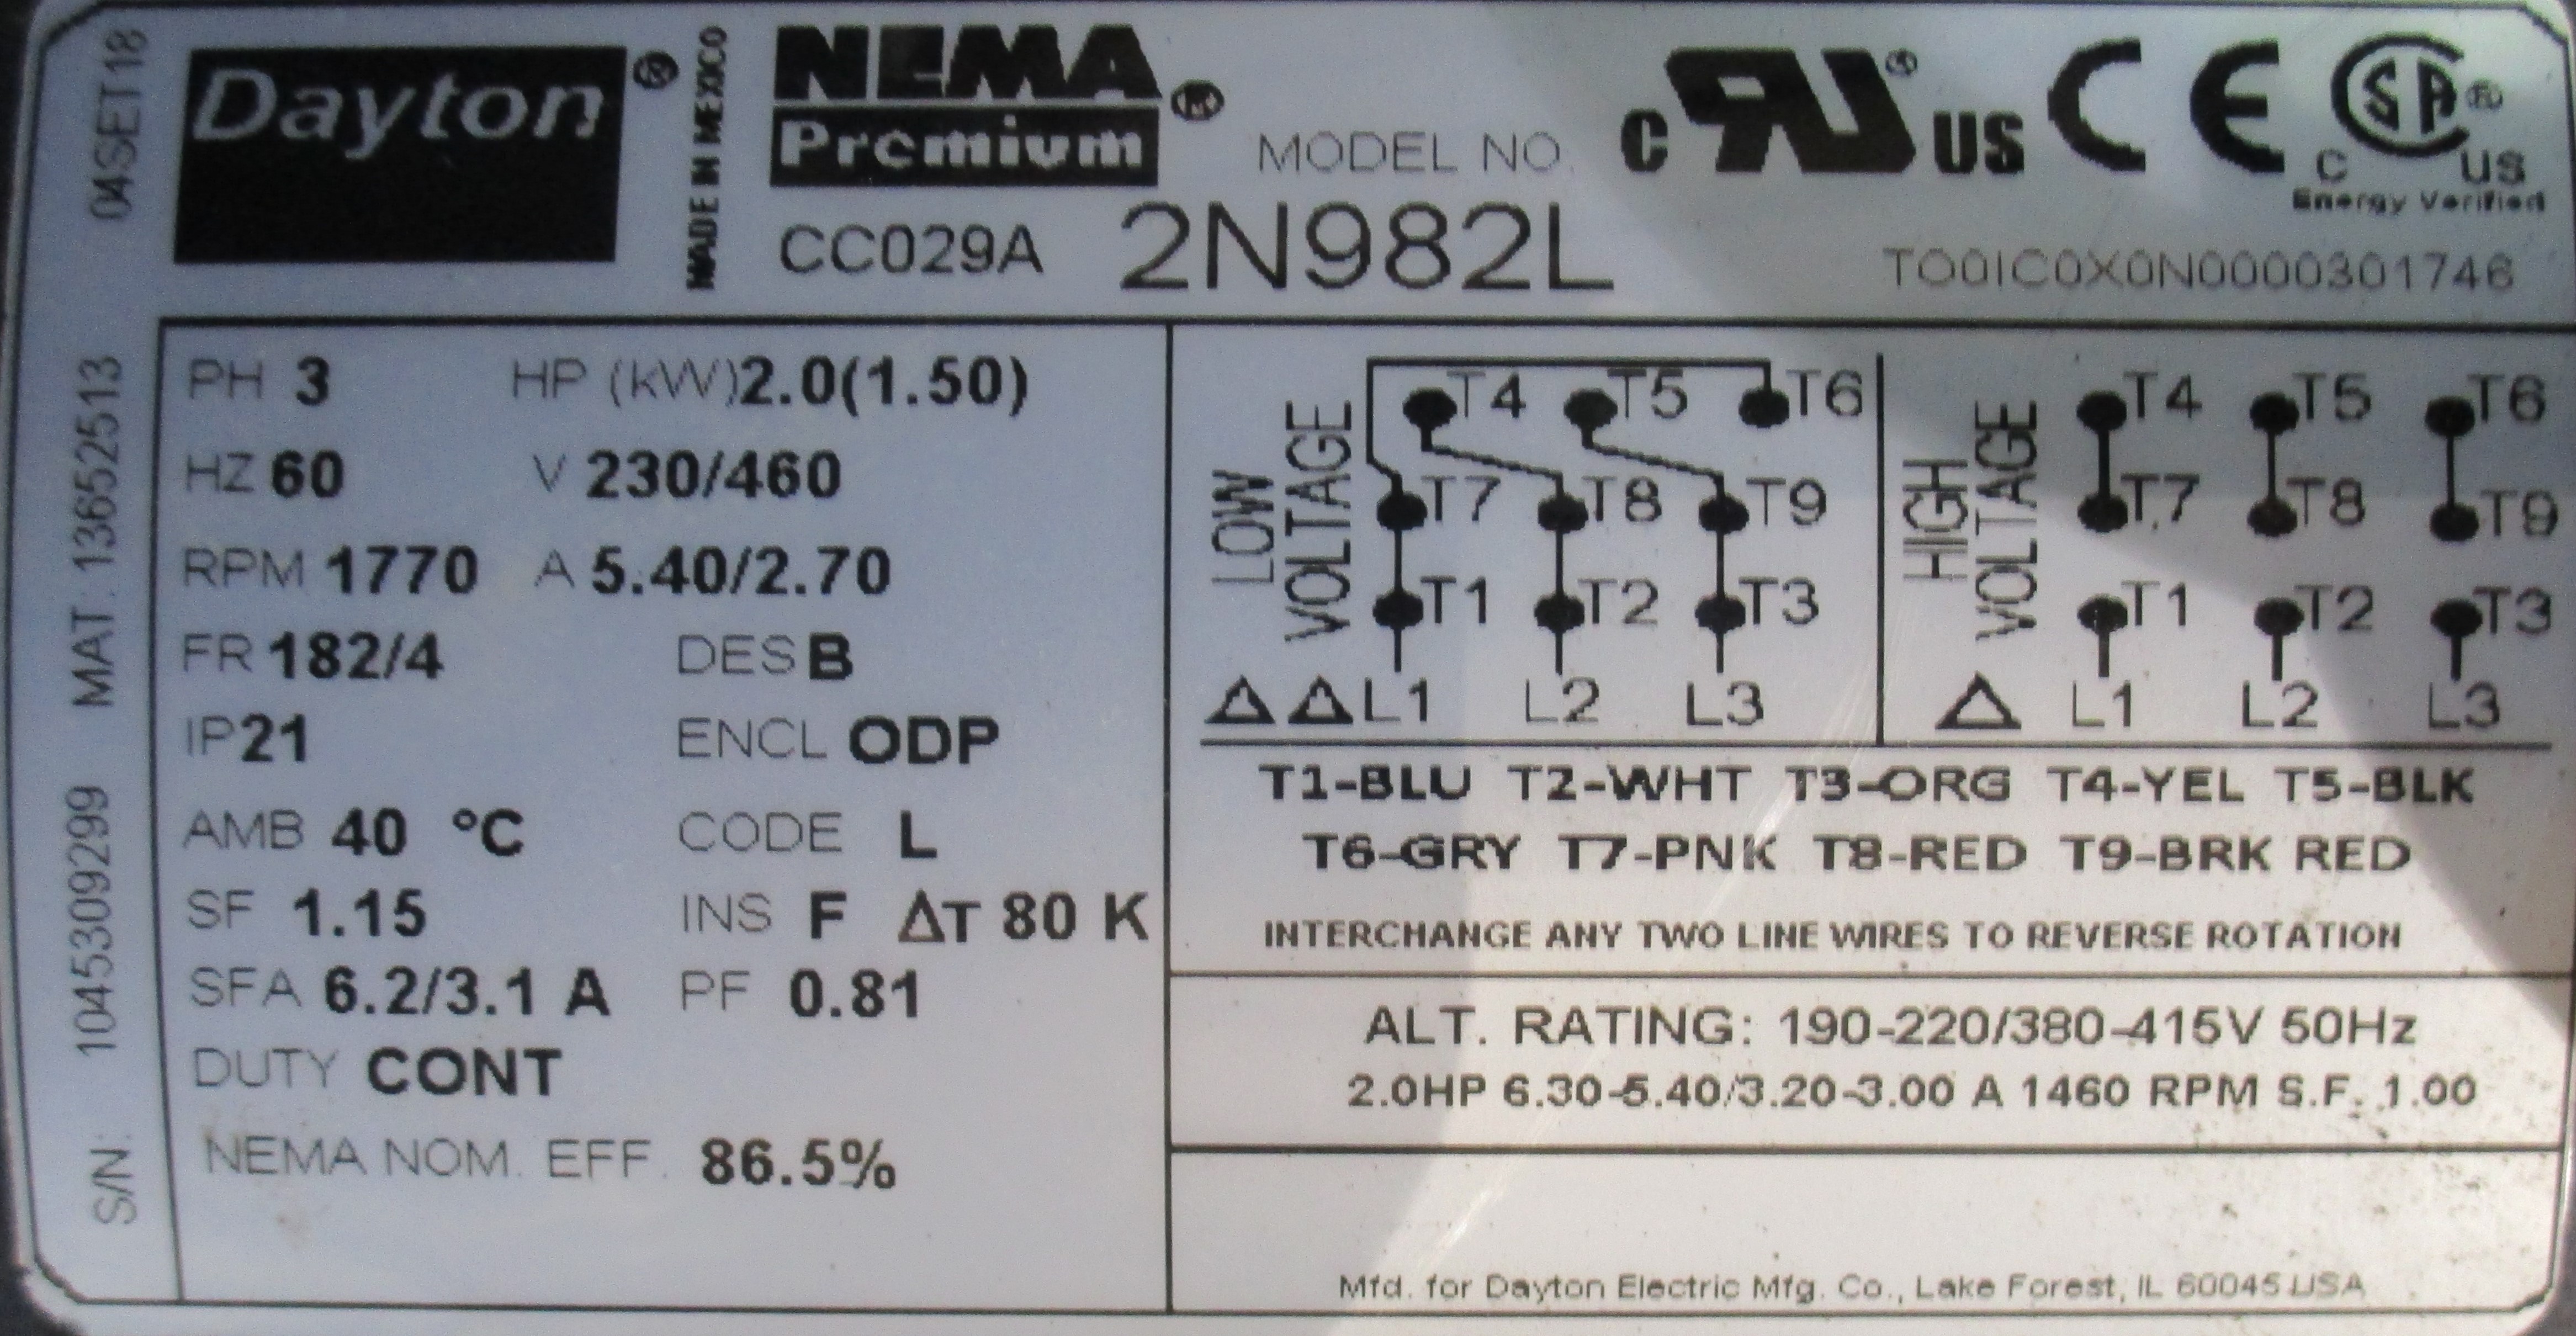 04SET18
MAT: 13652513
S/N: 1045309299
Dayton®
MADE IN MEXICO
NEMA
Premium®
CC029A
MODEL NO.
2N982L
C RU® US CE C SA® US
Energy Verified
TO0IC0X0N0000301746
PH 3 HP (kW) 2.0(1.50)
HZ 60 V 230/460
RPM 1770 A 5.40/2.70
FR 182/4 DES B
IP21 ENCL ODP
AMB 40 °C CODE L
SF 1.15 INS F ΔT 80 K
SFA 6.2/3.1 A PF 0.81
DUTY CONT
NEMA NOM. EFF. 86.5%
LOW
VOLTAGE
T4 T5 T6
T7 T8 T9
T1 T2 T3
Δ Δ L1 L2 L3
HIGH
VOLTAGE
T4 T5 T6
T7 T8 T9
T1 T2 T3
Δ L1 L2 L3
T1-BLU T2-WHT T3-ORG T4-YEL T5-BLK
T6-GRY T7-PNK T8-RED T9-BRK RED
INTERCHANGE ANY TWO LINE WIRES TO REVERSE ROTATION
ALT. RATING: 190-220/380-415V 50Hz
2.0HP 6.30-5.40/3.20-3.00 A 1460 RPM S.F. 1.00
Mfd. for Dayton Electric Mfg. Co., Lake Forest, IL 60045 USA